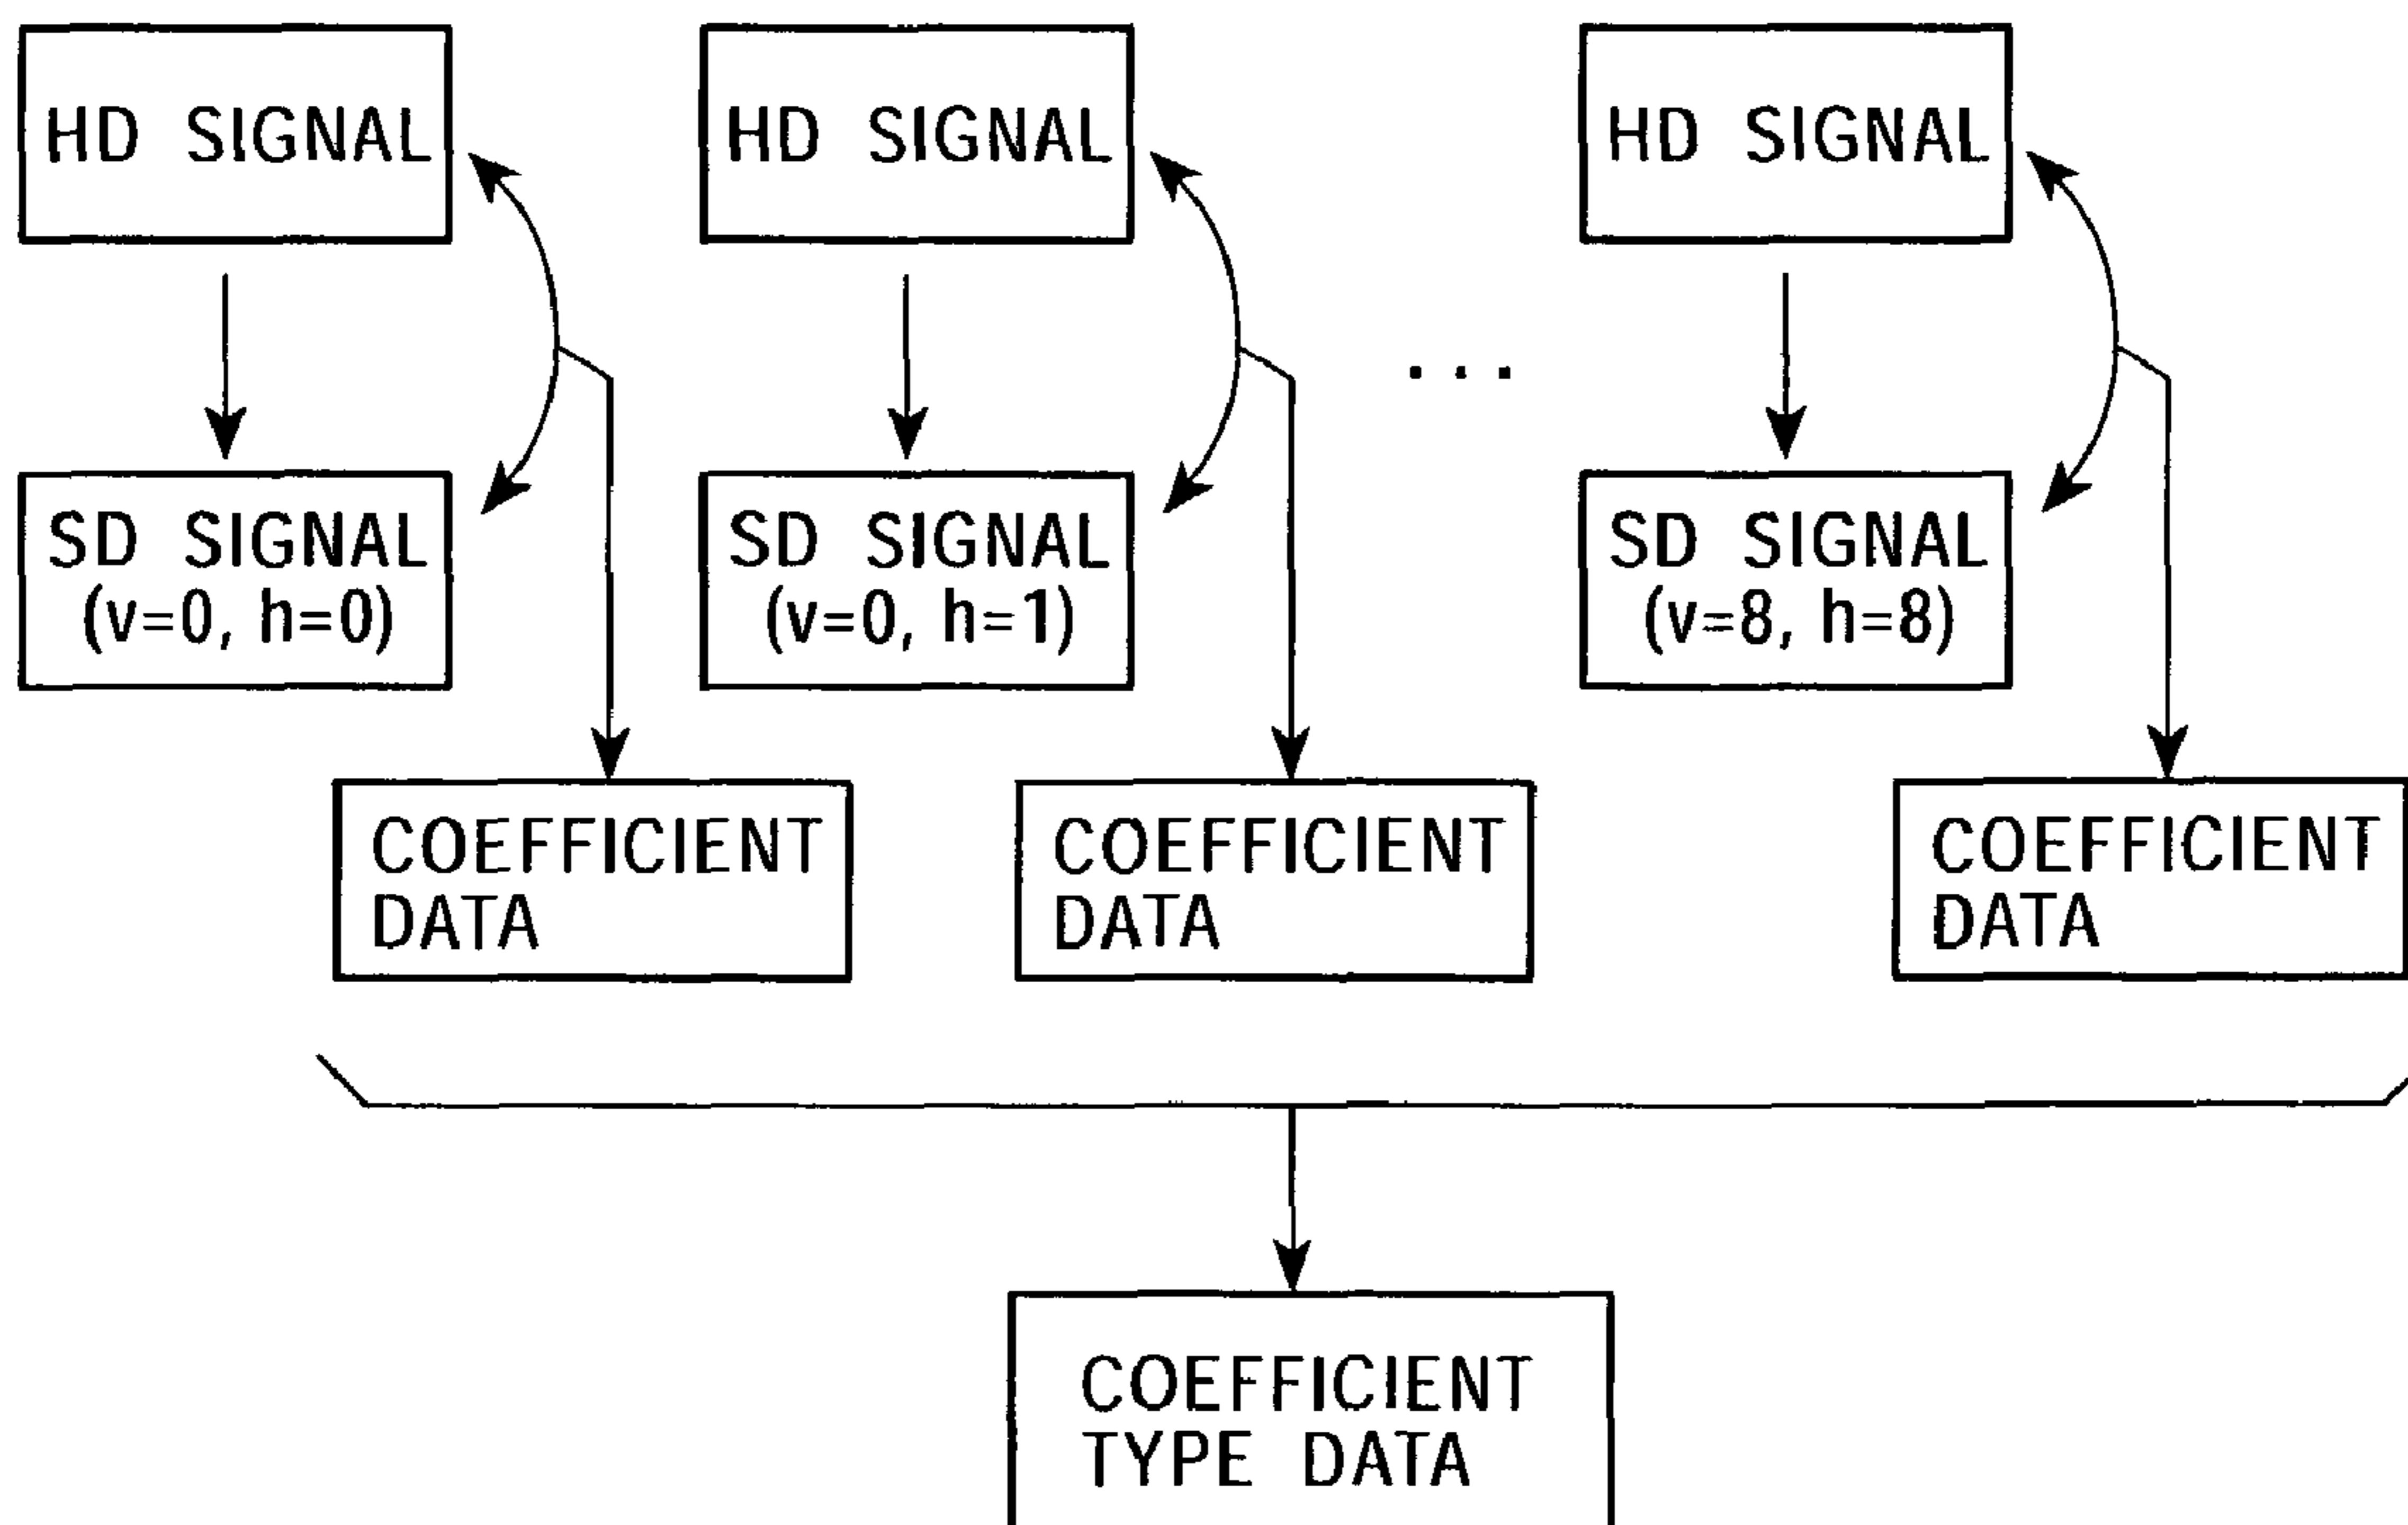 HD SIGNAL
HD SIGNAL
HD SIGNAL
. . .
SD SIGNAL
(v=0, h=0)
SD SIGNAL
(v=0, h=1)
SD SIGNAL
(v=8, h=8)
COEFFICIENT
DATA
COEFFICIENT
DATA
COEFFICIENT
DATA
COEFFICIENT
TYPE DATA